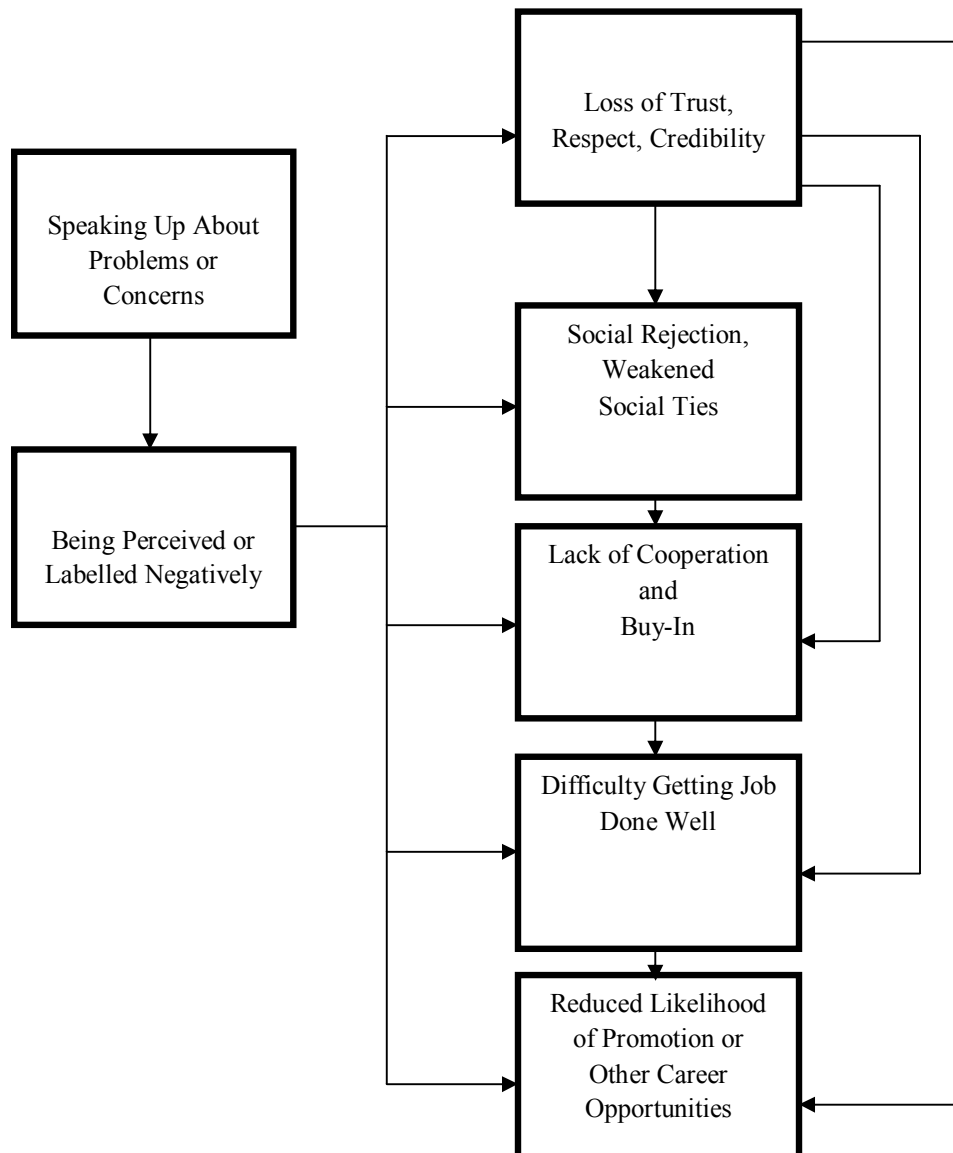 Speaking Up About
Problems or
Concerns
Being Perceived or
Labelled Negatively
Loss of Trust,
Respect, Credibility
Social Rejection,
Weakened
Social Ties
Lack of Cooperation
and
Buy-In
Difficulty Getting Job
Done Well
Reduced Likelihood
of Promotion or
Other Career
Opportunities